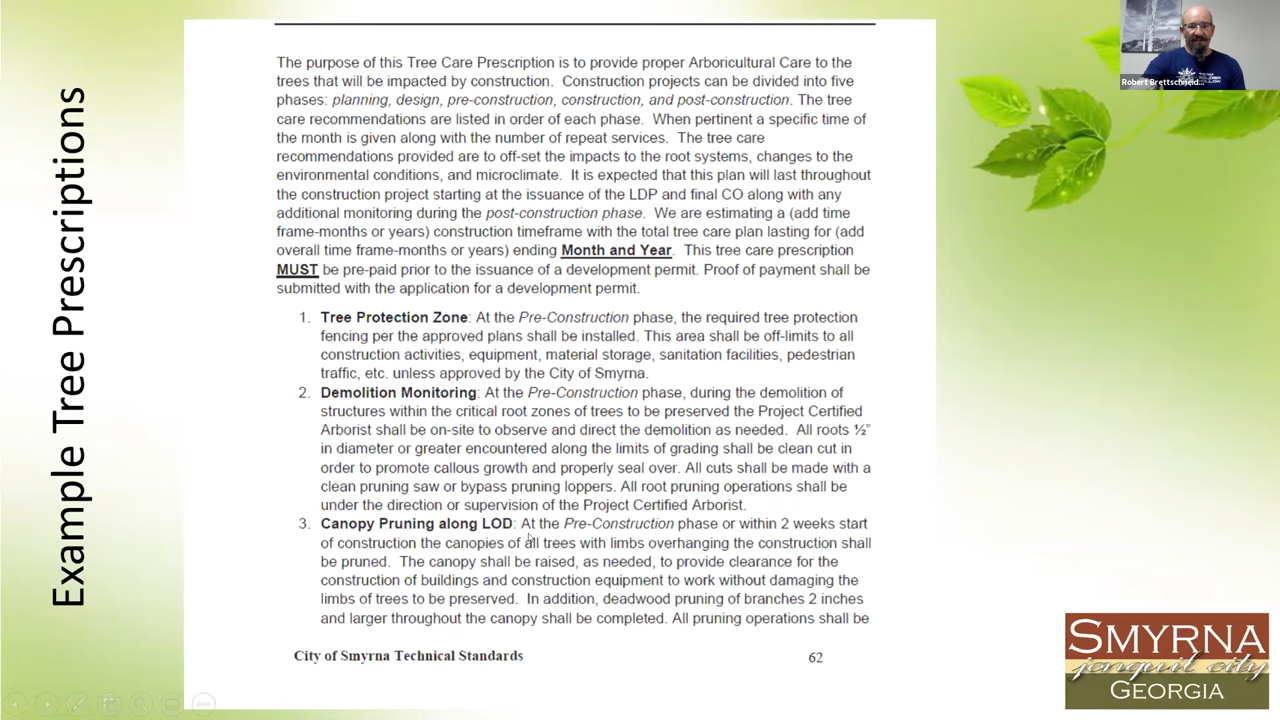 Example Tree Prescriptions
The purpose of this Tree Care Prescription is to provide proper Arboricultural Care to the
trees that will be impacted by construction.  Construction projects can be divided into five
phases: planning, design, pre-construction, construction, and post-construction. The tree
care recommendations are listed in order of each phase.  When pertinent a specific time of
the month is given along with the number of repeat services.  The tree care
recommendations provided are to off-set the impacts to the root systems, changes to the
environmental conditions, and microclimate.  It is expected that this plan will last throughout
the construction project starting at the issuance of the LDP and final CO along with any
additional monitoring during the post-construction phase.  We are estimating a (add time
frame-months or years) construction timeframe with the total tree care plan lasting for (add
overall time frame-months or years) ending Month and Year.  This tree care prescription
MUST be pre-paid prior to the issuance of a development permit. Proof of payment shall be
submitted with the application for a development permit.
1. Tree Protection Zone: At the Pre-Construction phase, the required tree protection
fencing per the approved plans shall be installed. This area shall be off-limits to all
construction activities, equipment, material storage, sanitation facilities, pedestrian
traffic, etc. unless approved by the City of Smyrna.
2. Demolition Monitoring: At the Pre-Construction phase, during the demolition of
structures within the critical root zones of trees to be preserved the Project Certified
Arborist shall be on-site to observe and direct the demolition as needed.  All roots ½"
in diameter or greater encountered along the limits of grading shall be clean cut in
order to promote callous growth and properly seal over. All cuts shall be made with a
clean pruning saw or bypass pruning loppers. All root pruning operations shall be
under the direction or supervision of the Project Certified Arborist.
3. Canopy Pruning along LOD: At the Pre-Construction phase or within 2 weeks start
of construction the canopies of all trees with limbs overhanging the construction shall
be pruned.  The canopy shall be raised, as needed, to provide clearance for the
construction of buildings and construction equipment to work without damaging the
limbs of trees to be preserved.  In addition, deadwood pruning of branches 2 inches
and larger throughout the canopy shall be completed. All pruning operations shall be
City of Smyrna Technical Standards 62
Robert Brettschneid...
SMYRNA
jonquil city
GEORGIA